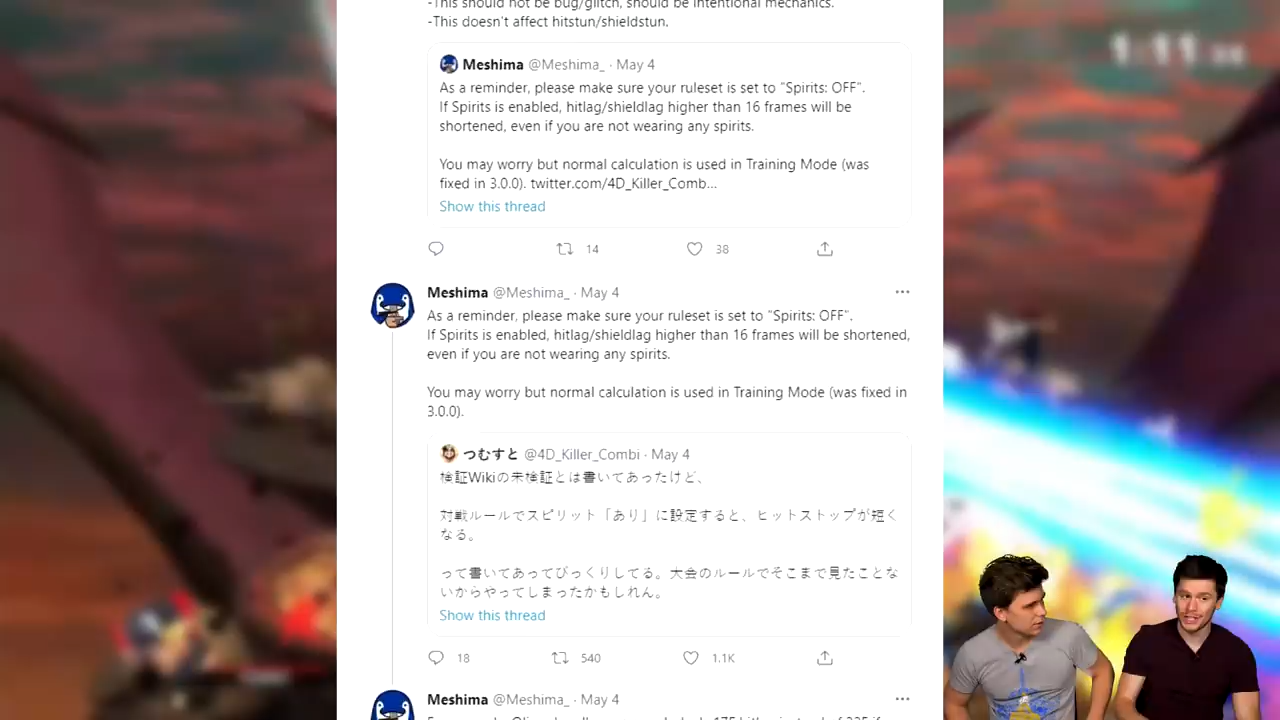 -This should not be bug/glitch, should be intentional mechanics.
-This doesn't affect hitstun/shieldstun.
Meshima @Meshima_ · May 4
As a reminder, please make sure your ruleset is set to "Spirits: OFF".
If Spirits is enabled, hitlag/shieldlag higher than 16 frames will be
shortened, even if you are not wearing any spirits.
You may worry but normal calculation is used in Training Mode (was
fixed in 3.0.0). twitter.com/4D_Killer_Comb...
Show this thread
14 38
Meshima @Meshima_ · May 4
As a reminder, please make sure your ruleset is set to "Spirits: OFF".
If Spirits is enabled, hitlag/shieldlag higher than 16 frames will be shortened,
even if you are not wearing any spirits.
You may worry but normal calculation is used in Training Mode (was fixed in
3.0.0).
つむすと @4D_Killer_Combi · May 4
検証Wikiの未検証とは書いてあったけど、
対戦ルールでスピリット「あり」に設定すると、ヒットストップが短く
なる。
って書いてあってびっくりしてる。大会のルールでそこまで見たことな
いからやってしまったかもしれん。
Show this thread
18 540 1.1K
Meshima @Meshima_ · May 4